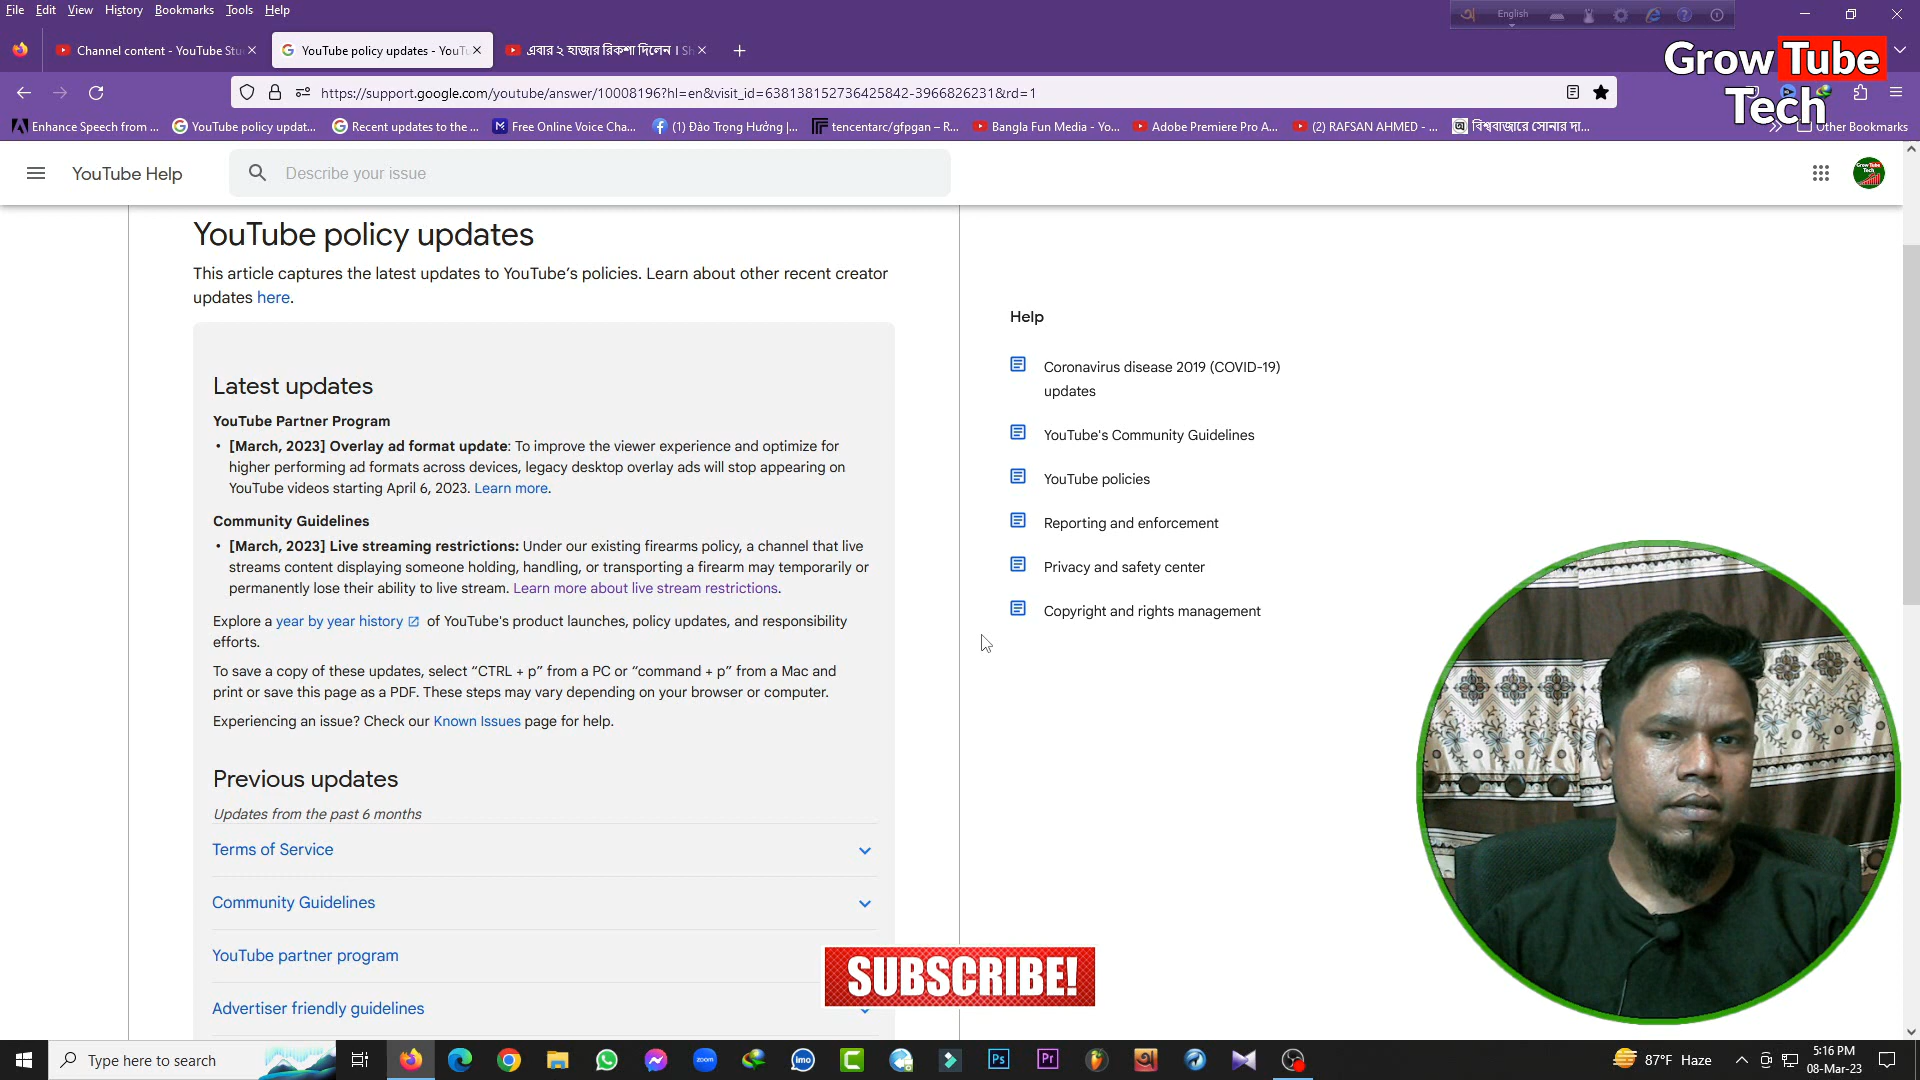 File Edit View History Bookmarks Tools Help
English
Channel content - YouTube Stu
YouTube policy updates - YouTu
এবার ২ হাজার রিকশা দিলেন । Sh
Grow Tube
Tech
https://support.google.com/youtube/answer/10008196?hl=en&visit_id=638138152736425842-3966826231&rd=1
Enhance Speech from ...
YouTube policy updat...
Recent updates to the ...
Free Online Voice Cha...
(1) Đào Trọng Hưởng |...
tencentarc/gfpgan – R...
Bangla Fun Media - Yo...
Adobe Premiere Pro A...
(2) RAFSAN AHMED - ...
বিশ্ববাজারে সোনার দা...
Other Bookmarks
YouTube Help
Describe your issue
YouTube policy updates
This article captures the latest updates to YouTube’s policies. Learn about other recent creator
updates here.
Latest updates
YouTube Partner Program
• [March, 2023] Overlay ad format update: To improve the viewer experience and optimize for
higher performing ad formats across devices, legacy desktop overlay ads will stop appearing on
YouTube videos starting April 6, 2023. Learn more.
Community Guidelines
• [March, 2023] Live streaming restrictions: Under our existing firearms policy, a channel that live
streams content displaying someone holding, handling, or transporting a firearm may temporarily or
permanently lose their ability to live stream. Learn more about live stream restrictions.
Explore a year by year history of YouTube's product launches, policy updates, and responsibility
efforts.
To save a copy of these updates, select “CTRL + p” from a PC or “command + p” from a Mac and
print or save this page as a PDF. These steps may vary depending on your browser or computer.
Experiencing an issue? Check our Known Issues page for help.
Previous updates
Updates from the past 6 months
Terms of Service
Community Guidelines
YouTube partner program
Advertiser friendly guidelines
Help
Coronavirus disease 2019 (COVID-19)
updates
YouTube's Community Guidelines
YouTube policies
Reporting and enforcement
Privacy and safety center
Copyright and rights management
SUBSCRIBE!
Type here to search
zoom
imo
Ps
Pr
87°F Haze
5:16 PM
08-Mar-23